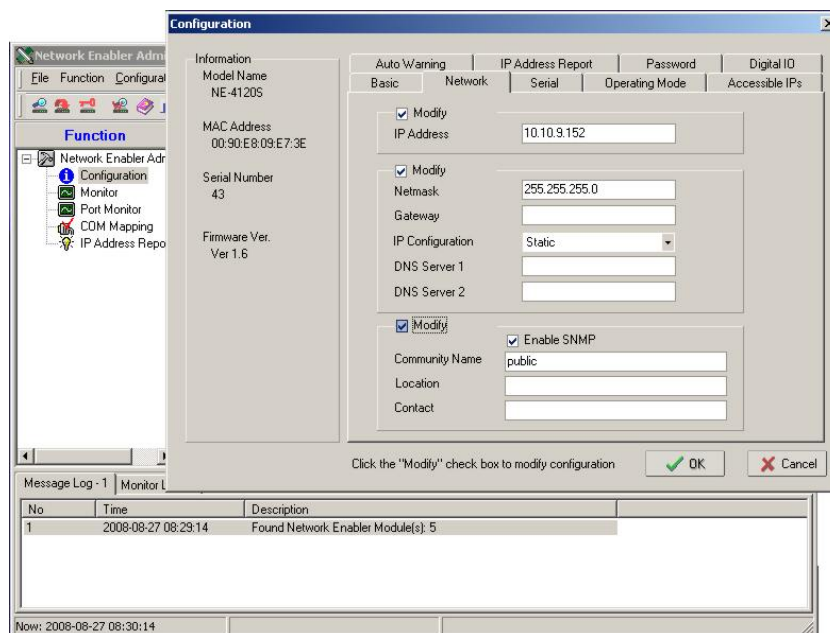 Configuration
Network Enabler Admi
File Function Configurat
Function
Network Enabler Adr
Configuration
Monitor
Port Monitor
COM Mapping
IP Address Repo
Information
Model Name
NE-4120S
MAC Address
00:90:E8:09:E7:3E
Serial Number
43
Firmware Ver.
Ver 1.6
Auto Warning IP Address Report Password Digital IO
Basic Network Serial Operating Mode Accessible IPs
Modify
IP Address 10.10.9.152
Modify
Netmask 255.255.255.0
Gateway
IP Configuration Static
DNS Server 1
DNS Server 2
Modify
Enable SNMP
Community Name public
Location
Contact
Click the "Modify" check box to modify configuration OK Cancel
Message Log - 1 Monitor L
No Time Description
1 2008-08-27 08:29:14 Found Network Enabler Module(s): 5
Now: 2008-08-27 08:30:14